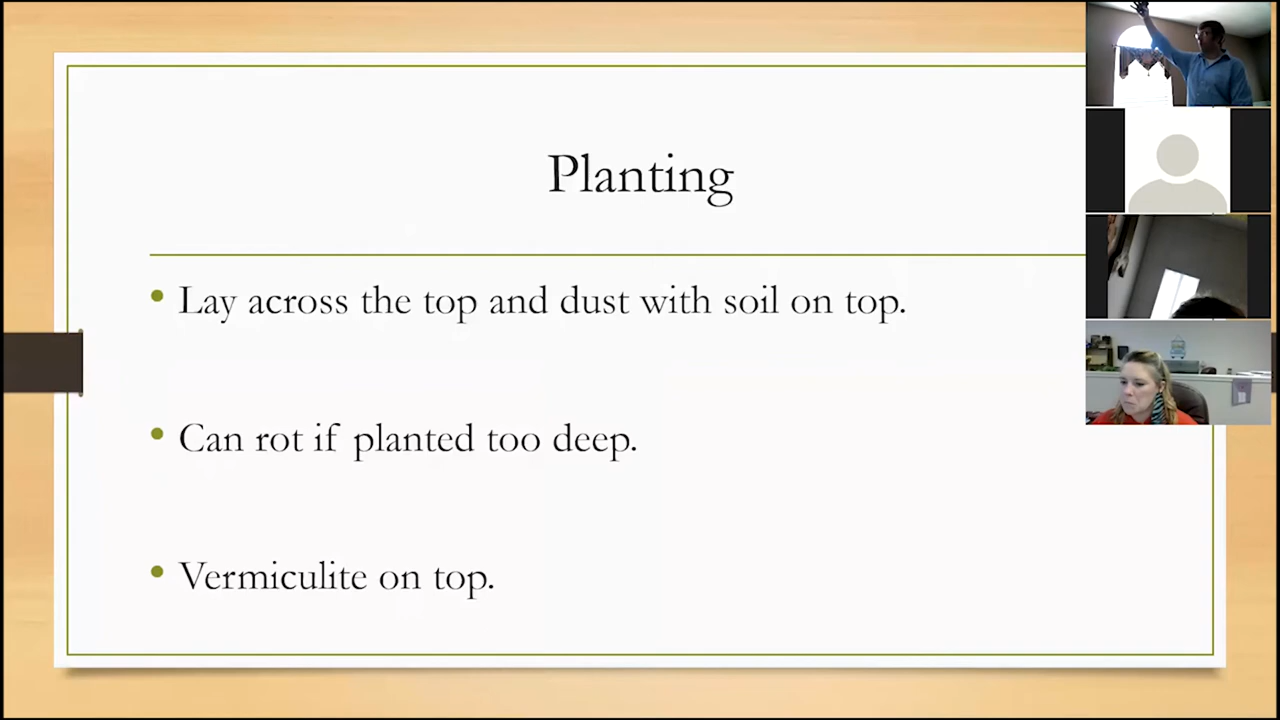 Planting
• Lay across the top and dust with soil on top.
• Can rot if planted too deep.
• Vermiculite on top.